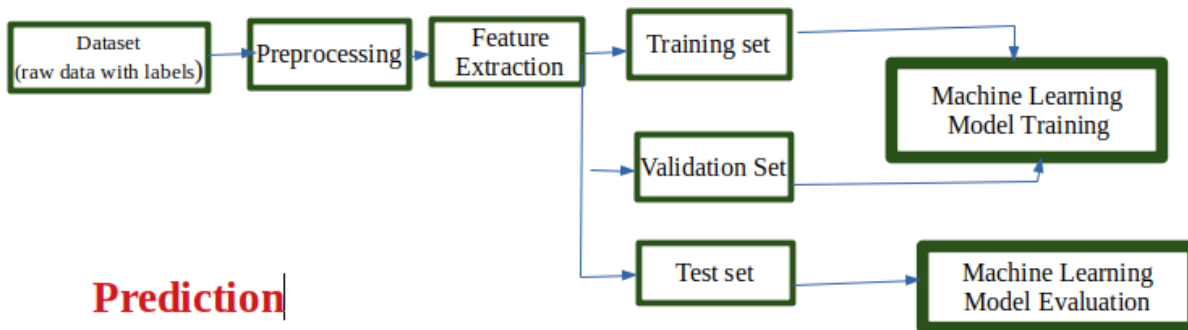 Dataset
(raw data with labels)
Preprocessing
Feature
Extraction
Training set
Machine Learning
Model Training
Validation Set
Test set
Machine Learning
Model Evaluation
Prediction